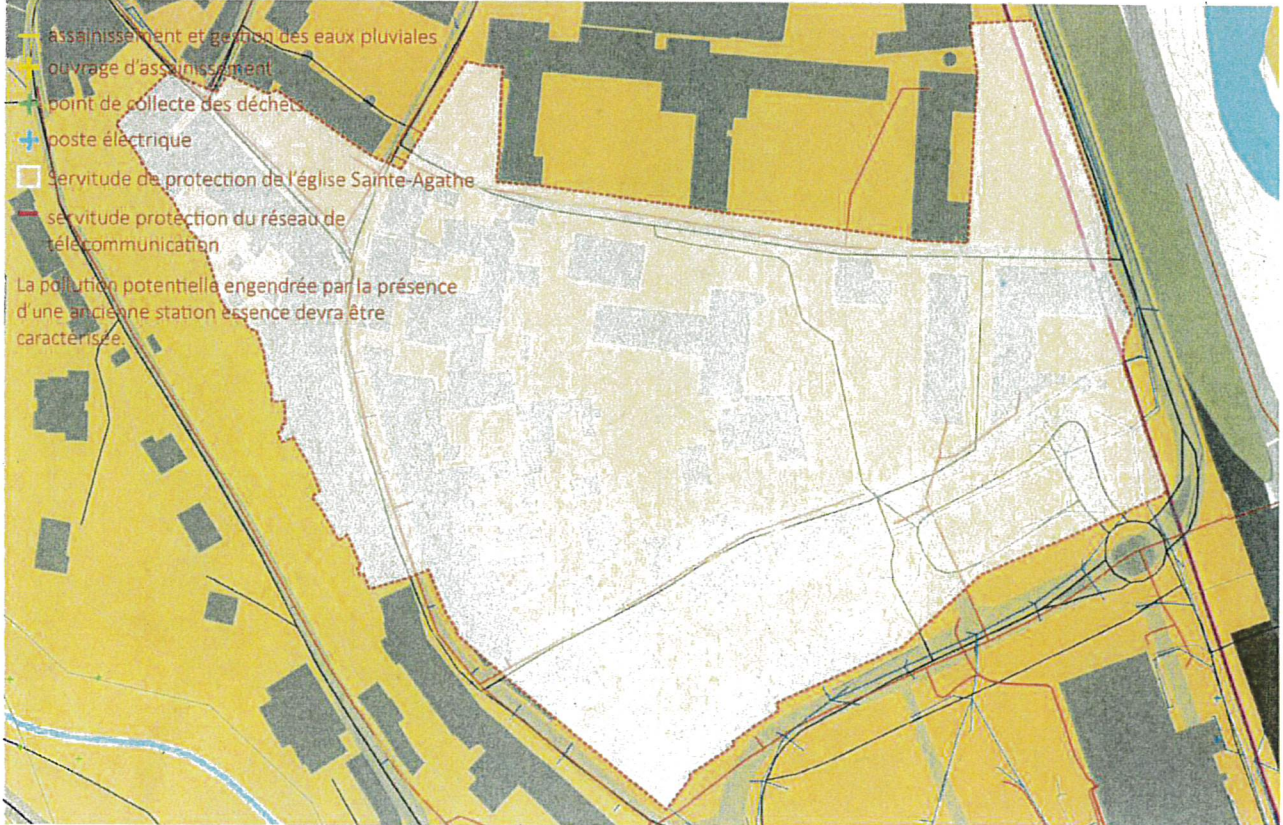 assainissement et gestion des eaux pluviales
ouvrage d'assainissement
point de collecte des déchets
poste électrique
Servitude de protection de l'église Sainte-Agathe
servitude protection du réseau de
télécommunication
La pollution potentielle engendrée par la présence
d'une ancienne station essence devra être
caractérisée.